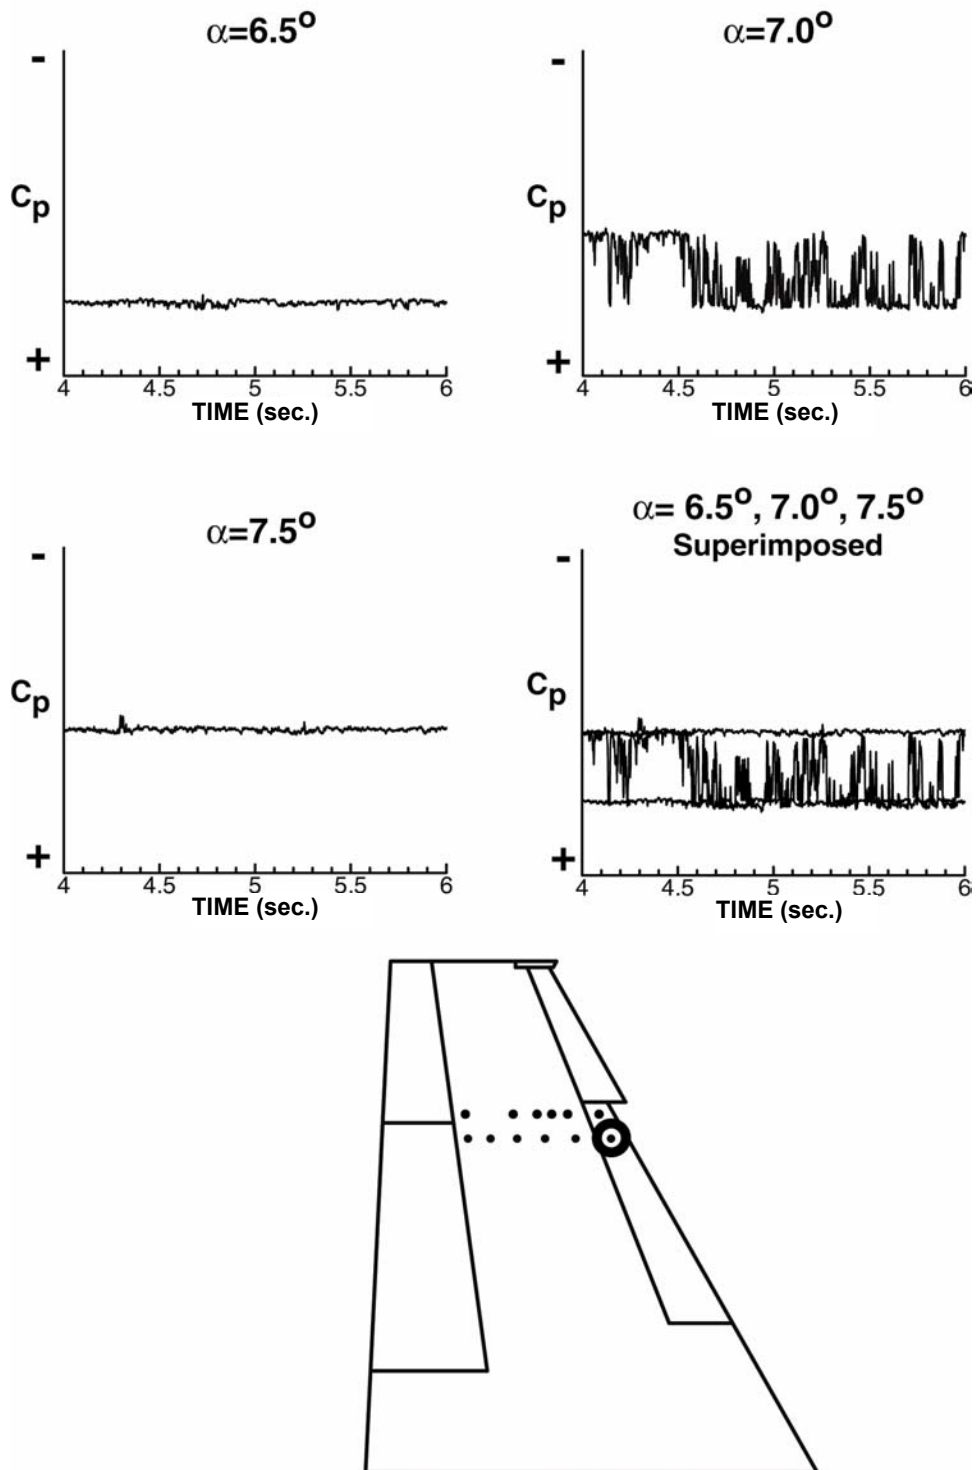 α=6.5°
α=7.0°
-
-
Cp
Cp
+
+
4 4.5 5 5.5 6
4 4.5 5 5.5 6
TIME (sec.)
TIME (sec.)
α=7.5°
α= 6.5°, 7.0°, 7.5°
Superimposed
-
-
Cp
Cp
+
+
4 4.5 5 5.5 6
4 4.5 5 5.5 6
TIME (sec.)
TIME (sec.)